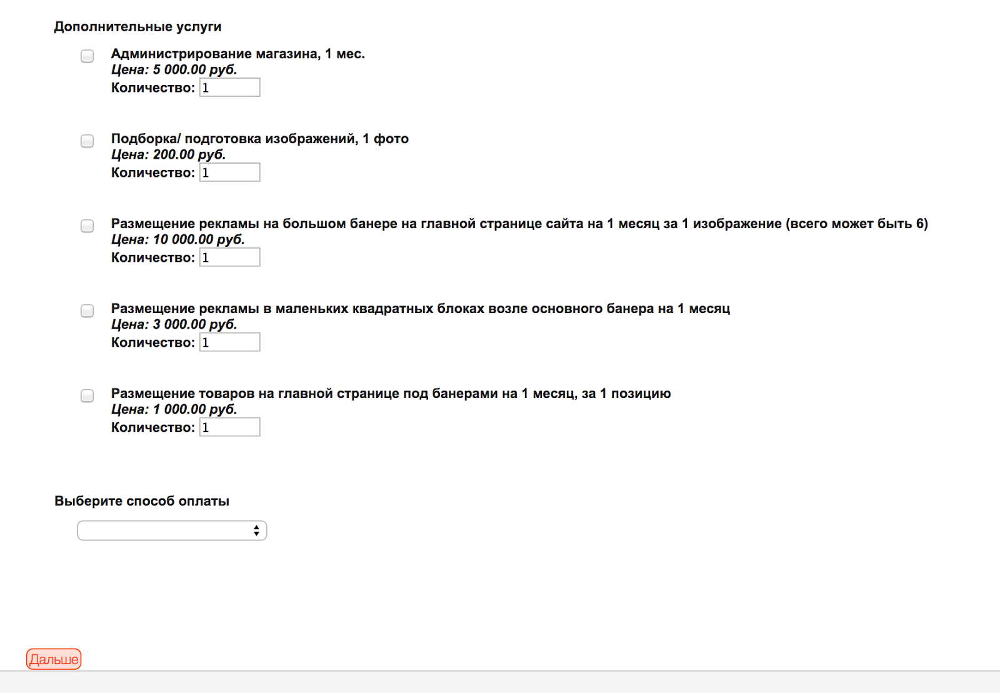 Дополнительные услуги
Администрирование магазина, 1 мес.
Цена: 5 000.00 руб.
Количество: 1
Подборка/ подготовка изображений, 1 фото
Цена: 200.00 руб.
Количество: 1
Размещение рекламы на большом банере на главной странице сайта на 1 месяц за 1 изображение (всего может быть 6)
Цена: 10 000.00 руб.
Количество: 1
Размещение рекламы в маленьких квадратных блоках возле основного банера на 1 месяц
Цена: 3 000.00 руб.
Количество: 1
Размещение товаров на главной странице под банерами на 1 месяц, за 1 позицию
Цена: 1 000.00 руб.
Количество: 1
Выберите способ оплаты
Дальше